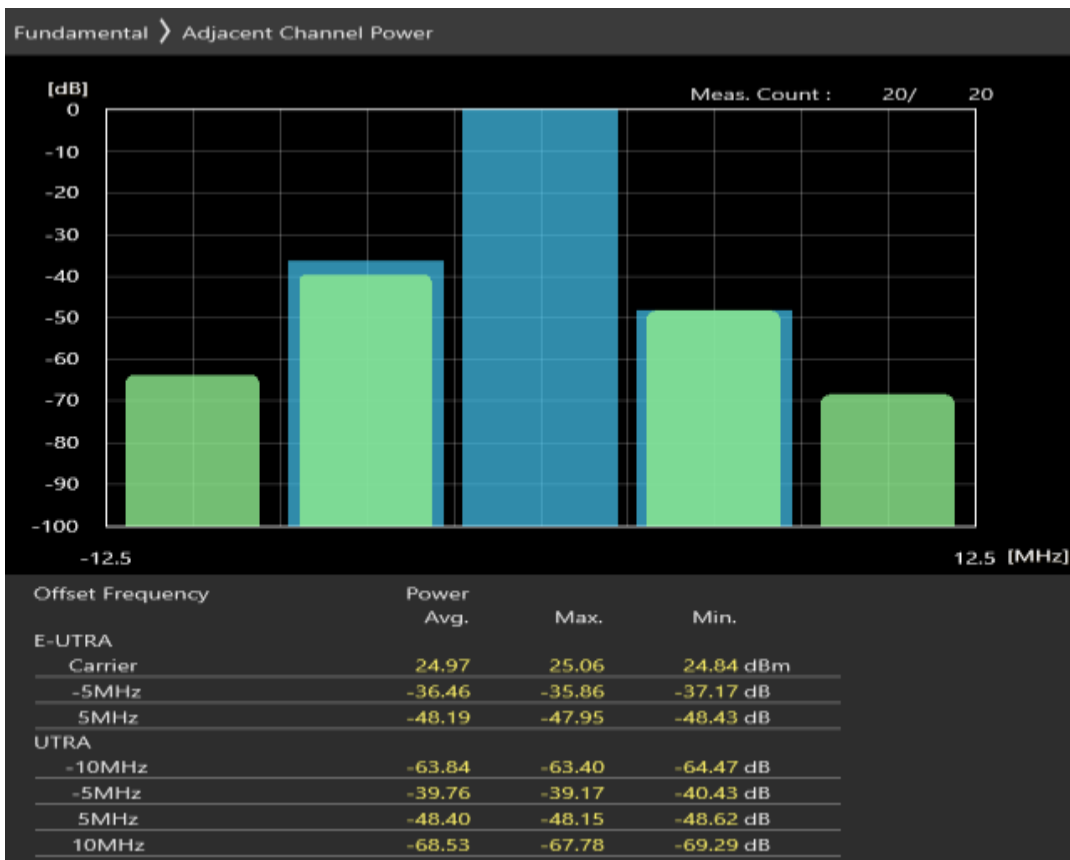 Fundamental 〉 Adjacent Channel Power
[dB]
Meas. Count : 20/ 20
0
-10
-20
-30
-40
-50
-60
-70
-80
-90
-100
-12.5 12.5 [MHz]
Offset Frequency Power
Avg. Max. Min.
E-UTRA
Carrier 24.97 25.06 24.84 dBm
-5MHz -36.46 -35.86 -37.17 dB
5MHz -48.19 -47.95 -48.43 dB
UTRA
-10MHz -63.84 -63.40 -64.47 dB
-5MHz -39.76 -39.17 -40.43 dB
5MHz -48.40 -48.15 -48.62 dB
10MHz -68.53 -67.78 -69.29 dB